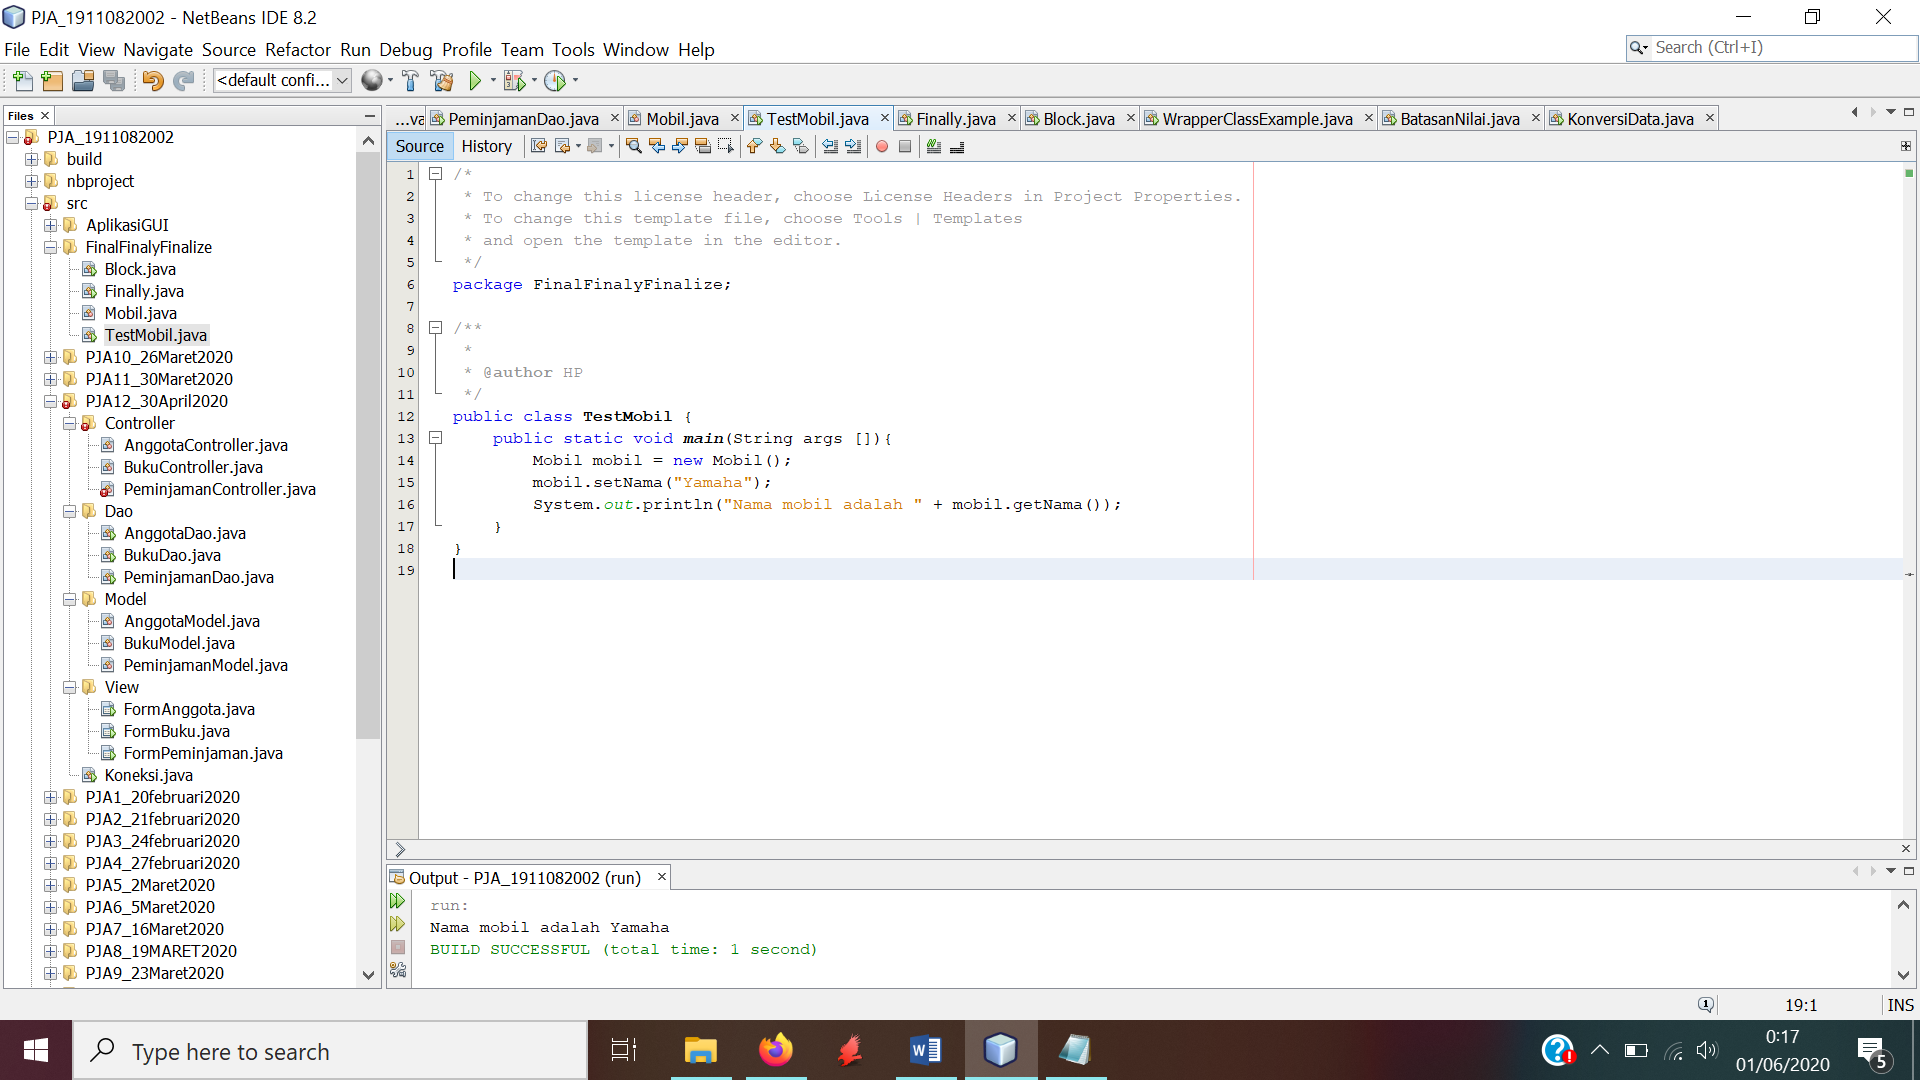 PJA_1911082002 - NetBeans IDE 8.2
File Edit View Navigate Source Refactor Run Debug Profile Team Tools Window Help
Search (Ctrl+I)
<default confi...
Files
PJA_1911082002
build
nbproject
src
AplikasiGUI
FinalFinalyFinalize
Block.java
Finally.java
Mobil.java
TestMobil.java
PJA10_26Maret2020
PJA11_30Maret2020
PJA12_30April2020
Controller
AnggotaController.java
BukuController.java
PeminjamanController.java
Dao
AnggotaDao.java
BukuDao.java
PeminjamanDao.java
Model
AnggotaModel.java
BukuModel.java
PeminjamanModel.java
View
FormAnggota.java
FormBuku.java
FormPeminjaman.java
Koneksi.java
PJA1_20februari2020
PJA2_21februari2020
PJA3_24februari2020
PJA4_27februari2020
PJA5_2Maret2020
PJA6_5Maret2020
PJA7_16Maret2020
PJA8_19MARET2020
PJA9_23Maret2020
...va PeminjamanDao.java Mobil.java TestMobil.java Finally.java Block.java WrapperClassExample.java BatasanNilai.java KonversiData.java
Source History
1 /*
2 * To change this license header, choose License Headers in Project Properties.
3 * To change this template file, choose Tools | Templates
4 * and open the template in the editor.
5 */
6 package FinalFinalyFinalize;
7
8 /**
9 *
10 * @author HP
11 */
12 public class TestMobil {
13 public static void main(String args []){
14 Mobil mobil = new Mobil();
15 mobil.setNama("Yamaha");
16 System.out.println("Nama mobil adalah " + mobil.getNama());
17 }
18 }
19
Output - PJA_1911082002 (run)
run:
Nama mobil adalah Yamaha
BUILD SUCCESSFUL (total time: 1 second)
19:1 INS
Type here to search
0:17
01/06/2020
5